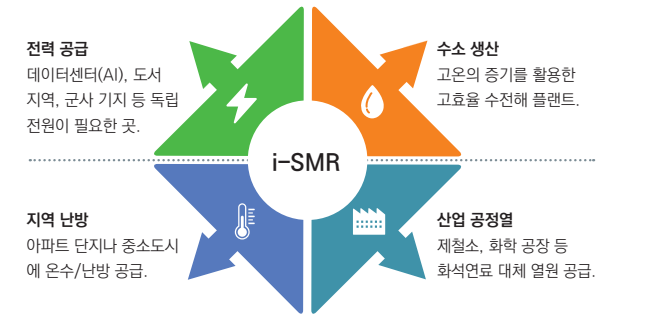 전력 공급
데이터센터(AI), 도서
지역, 군사 기지 등 독립
전원이 필요한 곳.
수소 생산
고온의 증기를 활용한
고효율 수전해 플랜트.
i-SMR
지역 난방
아파트 단지나 중소도시
에 온수/난방 공급.
산업 공정열
제철소, 화학 공장 등
화석연료 대체 열원 공급.